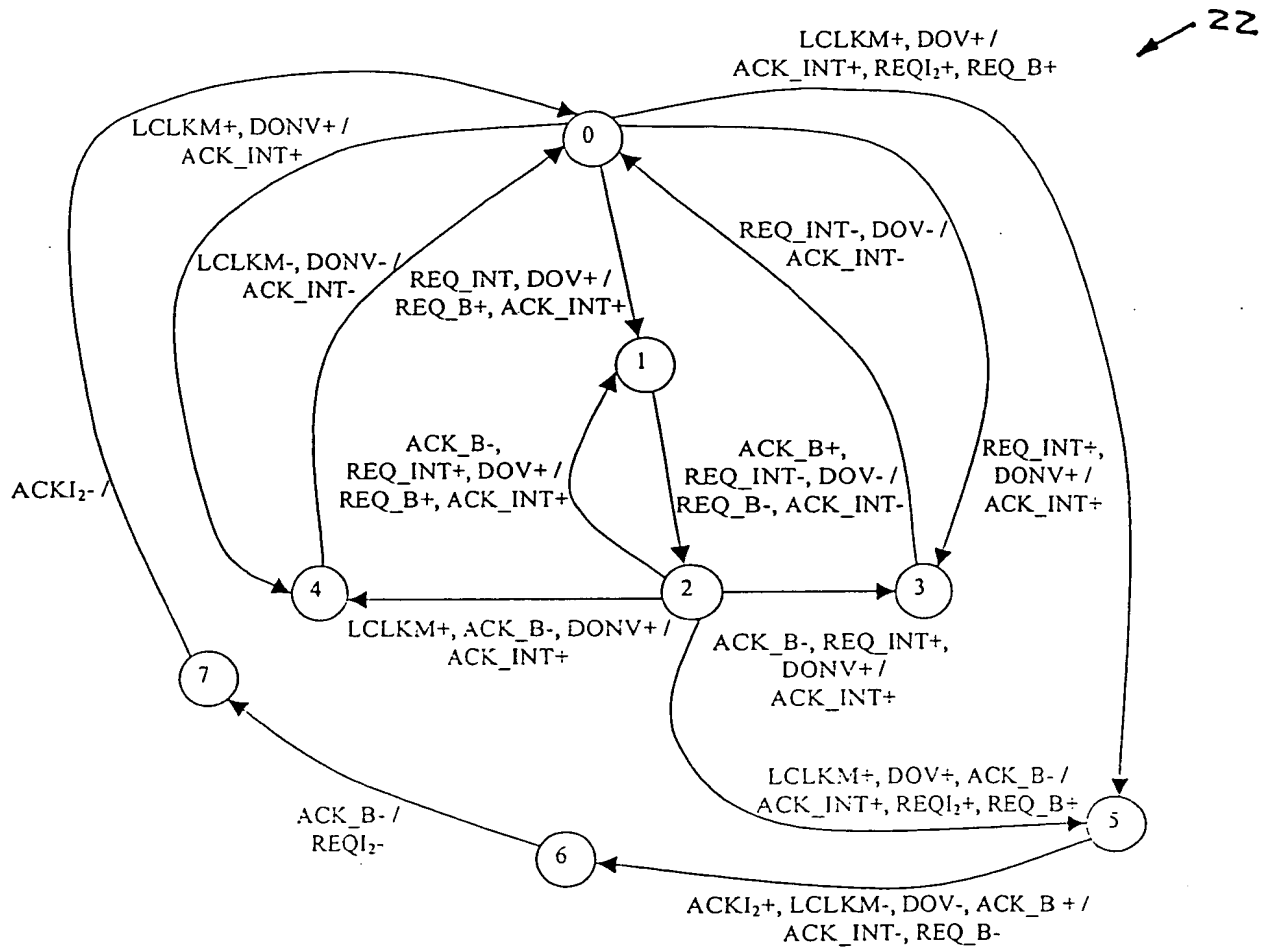 22
LCLKM+, DOV+ /
ACK_INT+, REQI₂+, REQ_B+
LCLKM+, DONV+ /
ACK_INT+
0
REQ_INT-, DOV- /
ACK_INT-
LCLKM-, DONV- /
ACK_INT-
REQ_INT, DOV+ /
REQ_B+, ACK_INT+
1
ACK_B-,
REQ_INT+, DOV+ /
REQ_B+, ACK_INT+
ACK_B+,
REQ_INT-, DOV- /
REQ_B-, ACK_INT-
REQ_INT+,
DONV+ /
ACK_INT+
ACKI₂- /
4
2
3
LCLKM+, ACK_B-, DONV+ /
ACK_INT+
ACK_B-, REQ_INT+,
DONV+ /
ACK_INT+
7
LCLKM+, DOV+, ACK_B- /
ACK_INT+, REQI₂+, REQ_B+
5
ACK_B- /
REQI₂-
6
ACKI₂+, LCLKM-, DOV-, ACK_B + /
ACK_INT-, REQ_B-